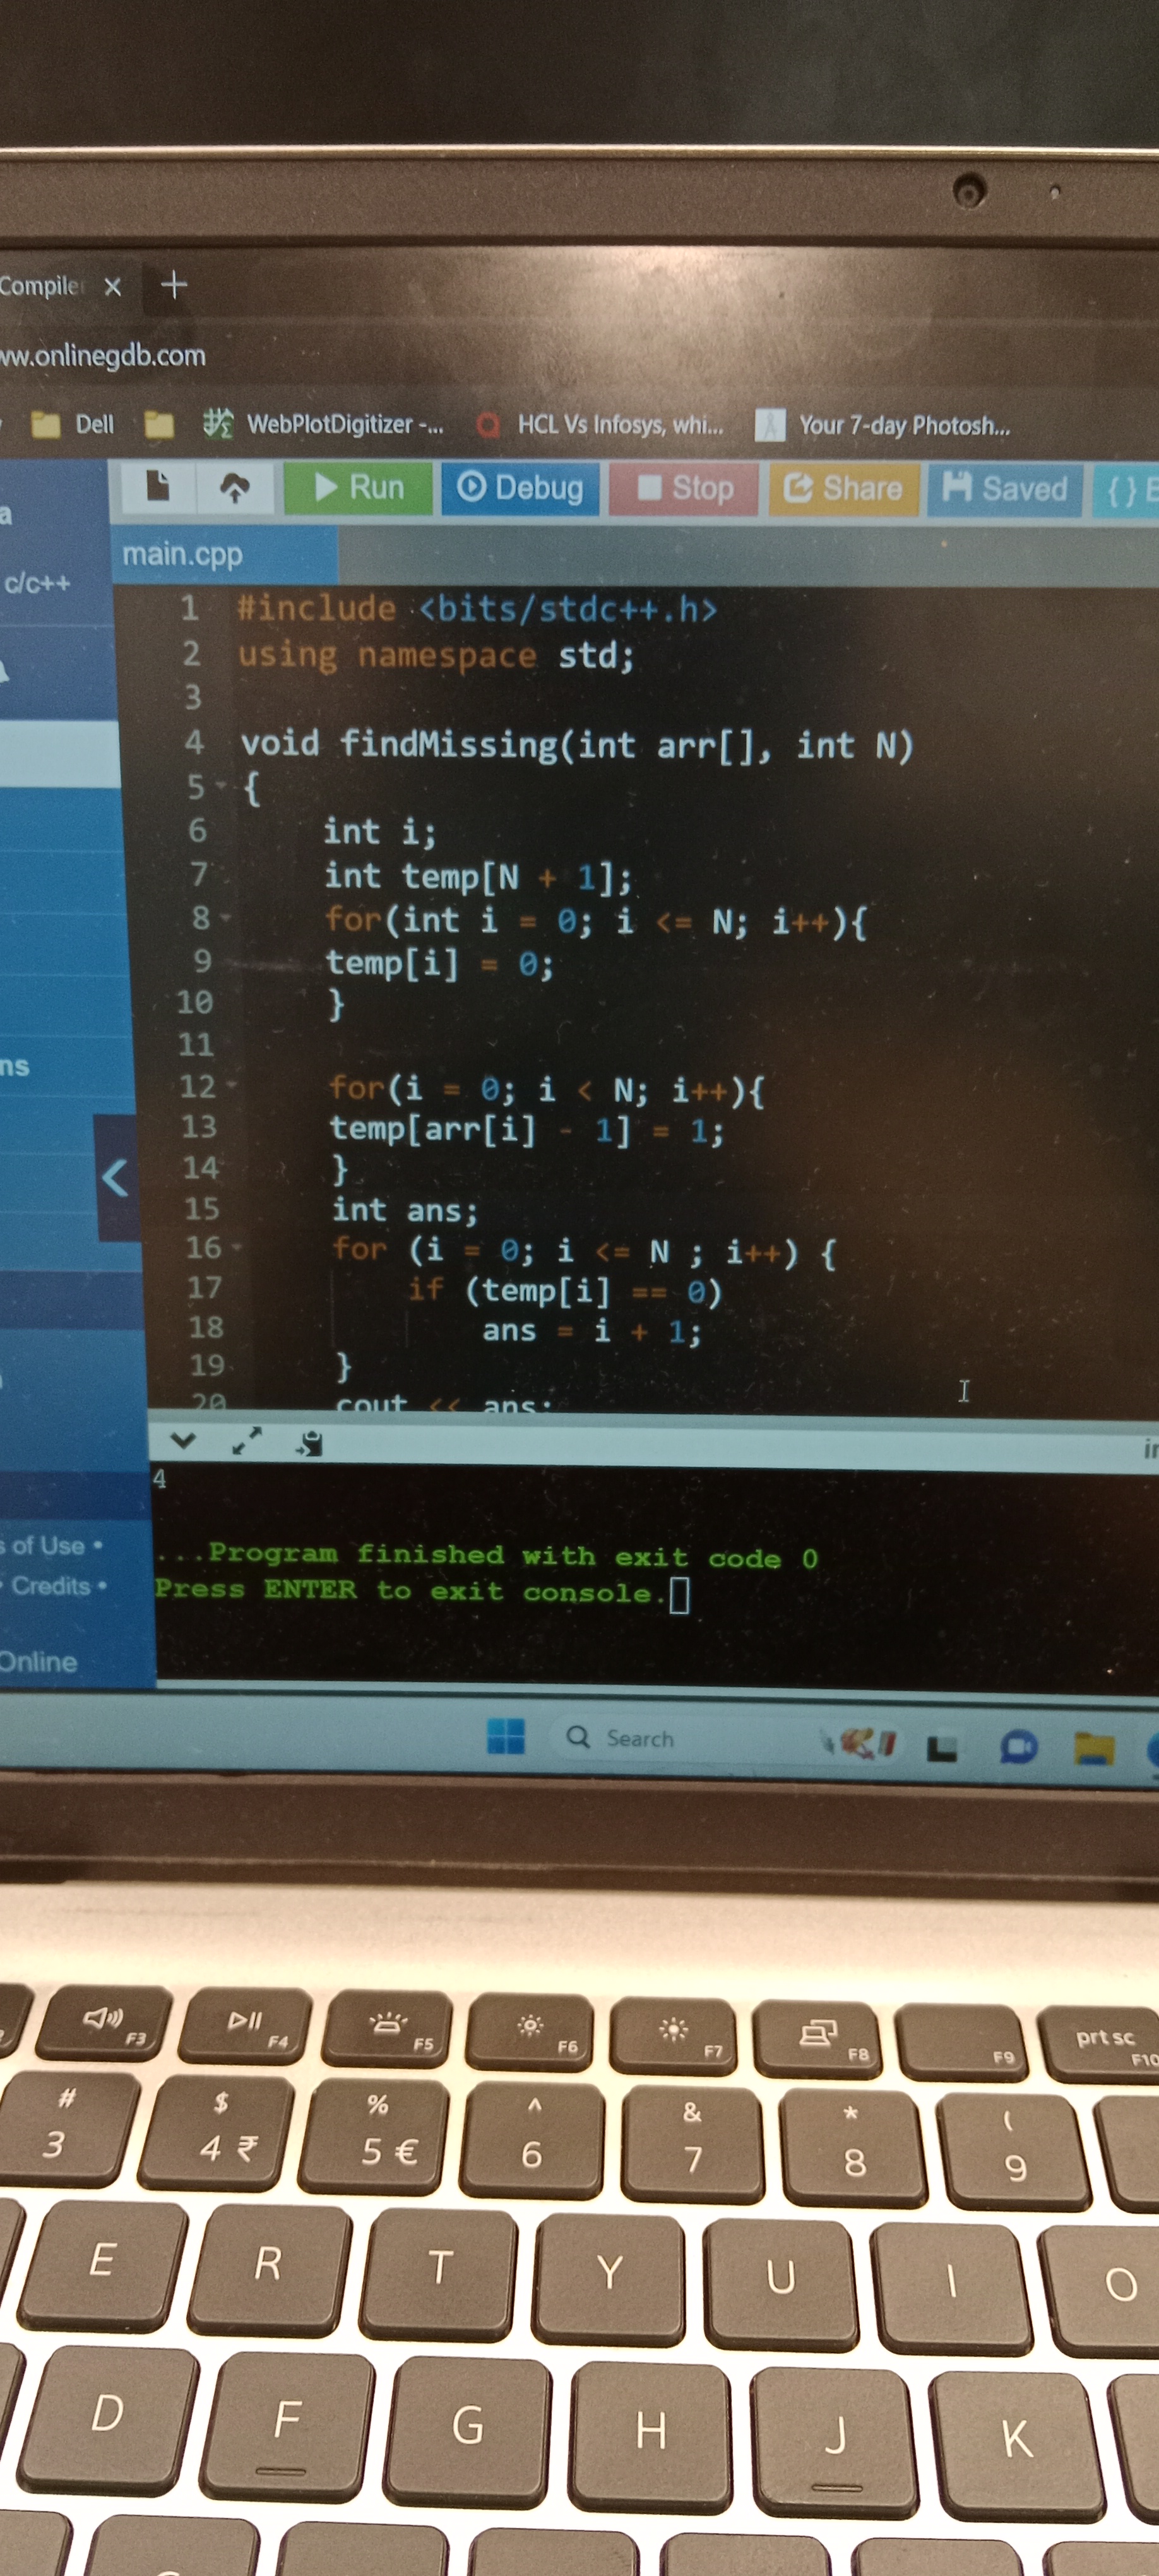 Compile × +
ww.onlinegdb.com
Dell WebPlotDigitizer -... HCL Vs Infosys, whi... Your 7-day Photosh...
Run Debug Stop Share Saved { }
a
main.cpp
c/c++
1 #include <bits/stdc++.h>
2 using namespace std;
3
4 void findMissing(int arr[], int N)
5 {
6 int i;
7 int temp[N + 1];
8 for(int i = 0; i <= N; i++){
9 temp[i] = 0;
10 }
11
ns
12 for(i = 0; i < N; i++){
13 temp[arr[i] - 1] = 1;
14 }
15 int ans;
16 for (i = 0; i <= N ; i++) {
17 if (temp[i] == 0)
18 ans = i + 1;
19 }
20 cout << ans;
4
s of Use •
...Program finished with exit code 0
• Credits •
Press ENTER to exit console.
Online
Search
F3 F4 F5 F6 F7 F8 F9 prt sc F10
# $ % ^ & * (
3 4 ₹ 5 € 6 7 8 9
E R T Y U I O
D F G H J K